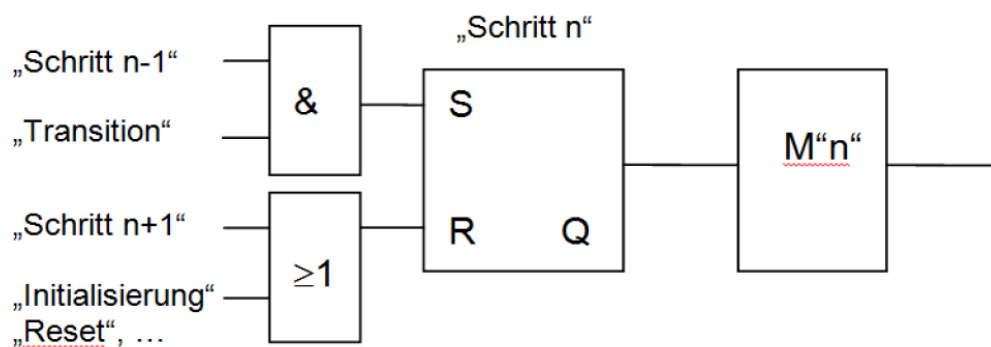 „Schritt n“
„Schritt n-1“
&
S
„Transition“
M“n“
„Schritt n+1“
R
Q
≥1
„Initialisierung“
„Reset“, …